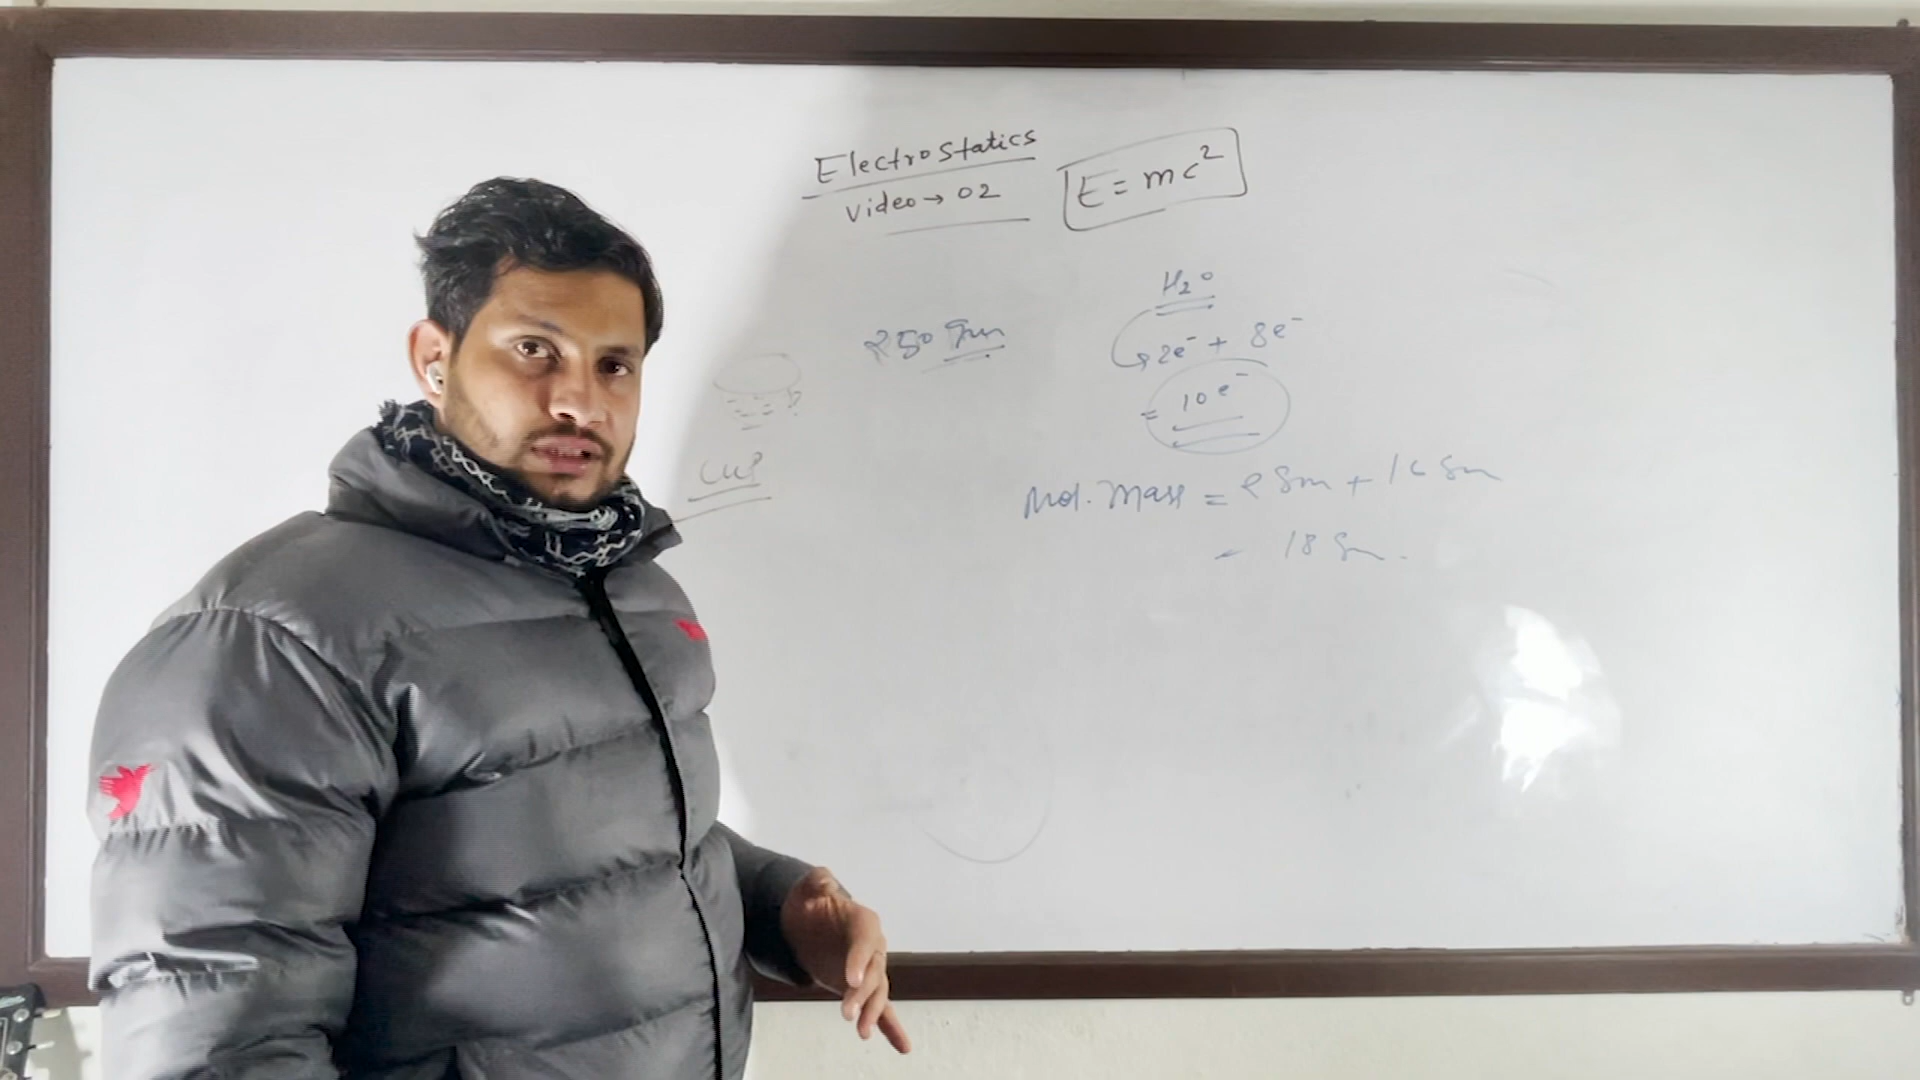 Electrostatics
Video → 02
E = mc²
H₂O
250 gm
2e⁻ + 8e⁻
= 10e⁻
?
CUP
Mol. Mass = 2 gm + 16 gm
= 18 gm.